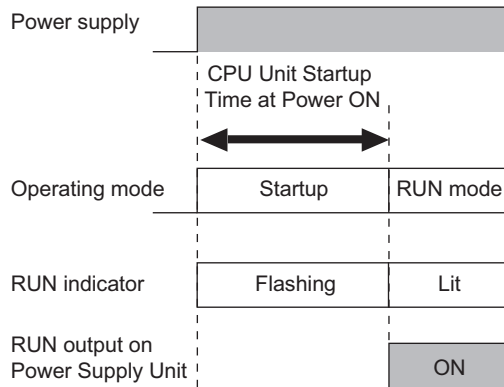 Power supply
CPU Unit Startup
Time at Power ON
Operating mode
Startup
RUN mode
RUN indicator
Flashing
Lit
RUN output on
Power Supply Unit
ON